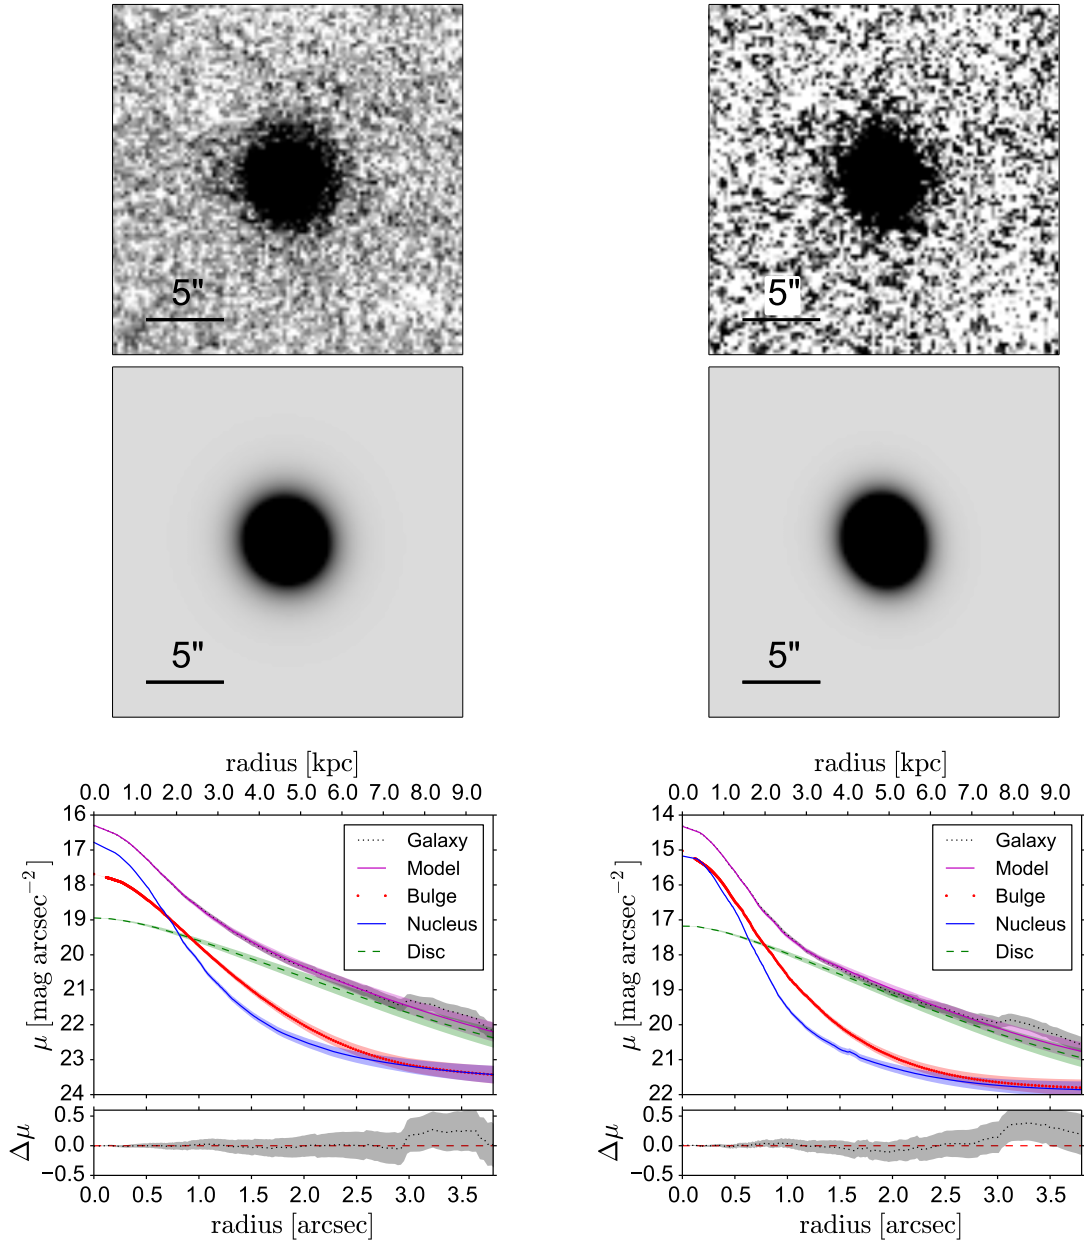 5"
5"
5"
5"
radius [kpc]
0.0 1.0 2.0 3.0 4.0 5.0 6.0 7.0 8.0 9.0
16
17
18
19
20
21
22
23
24
μ [mag arcsec⁻²]
Galaxy
Model
Bulge
Nucleus
Disc
0.5
0.0
−0.5
Δμ
0.0 0.5 1.0 1.5 2.0 2.5 3.0 3.5
radius [arcsec]
radius [kpc]
0.0 1.0 2.0 3.0 4.0 5.0 6.0 7.0 8.0 9.0
14
15
16
17
18
19
20
21
22
μ [mag arcsec⁻²]
Galaxy
Model
Bulge
Nucleus
Disc
0.5
0.0
−0.5
Δμ
0.0 0.5 1.0 1.5 2.0 2.5 3.0 3.5
radius [arcsec]